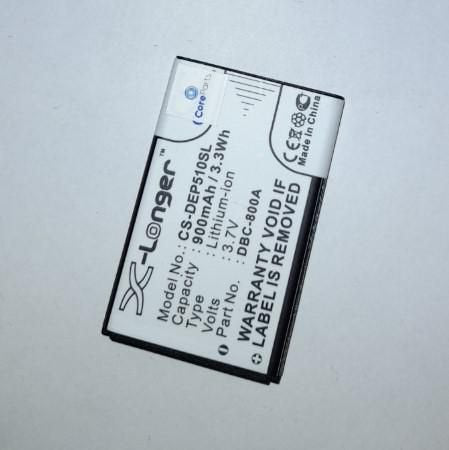 X-Longer™
Model No.: CS-DEP510SL
Capacity : 900mAh / 3.3Wh
Type : Lithium-Ion
Volts : 3.7V
Part No.: DBC-800A
WARRANTY VOID IF
LABEL IS REMOVED
CoreParts
CE
Made in China